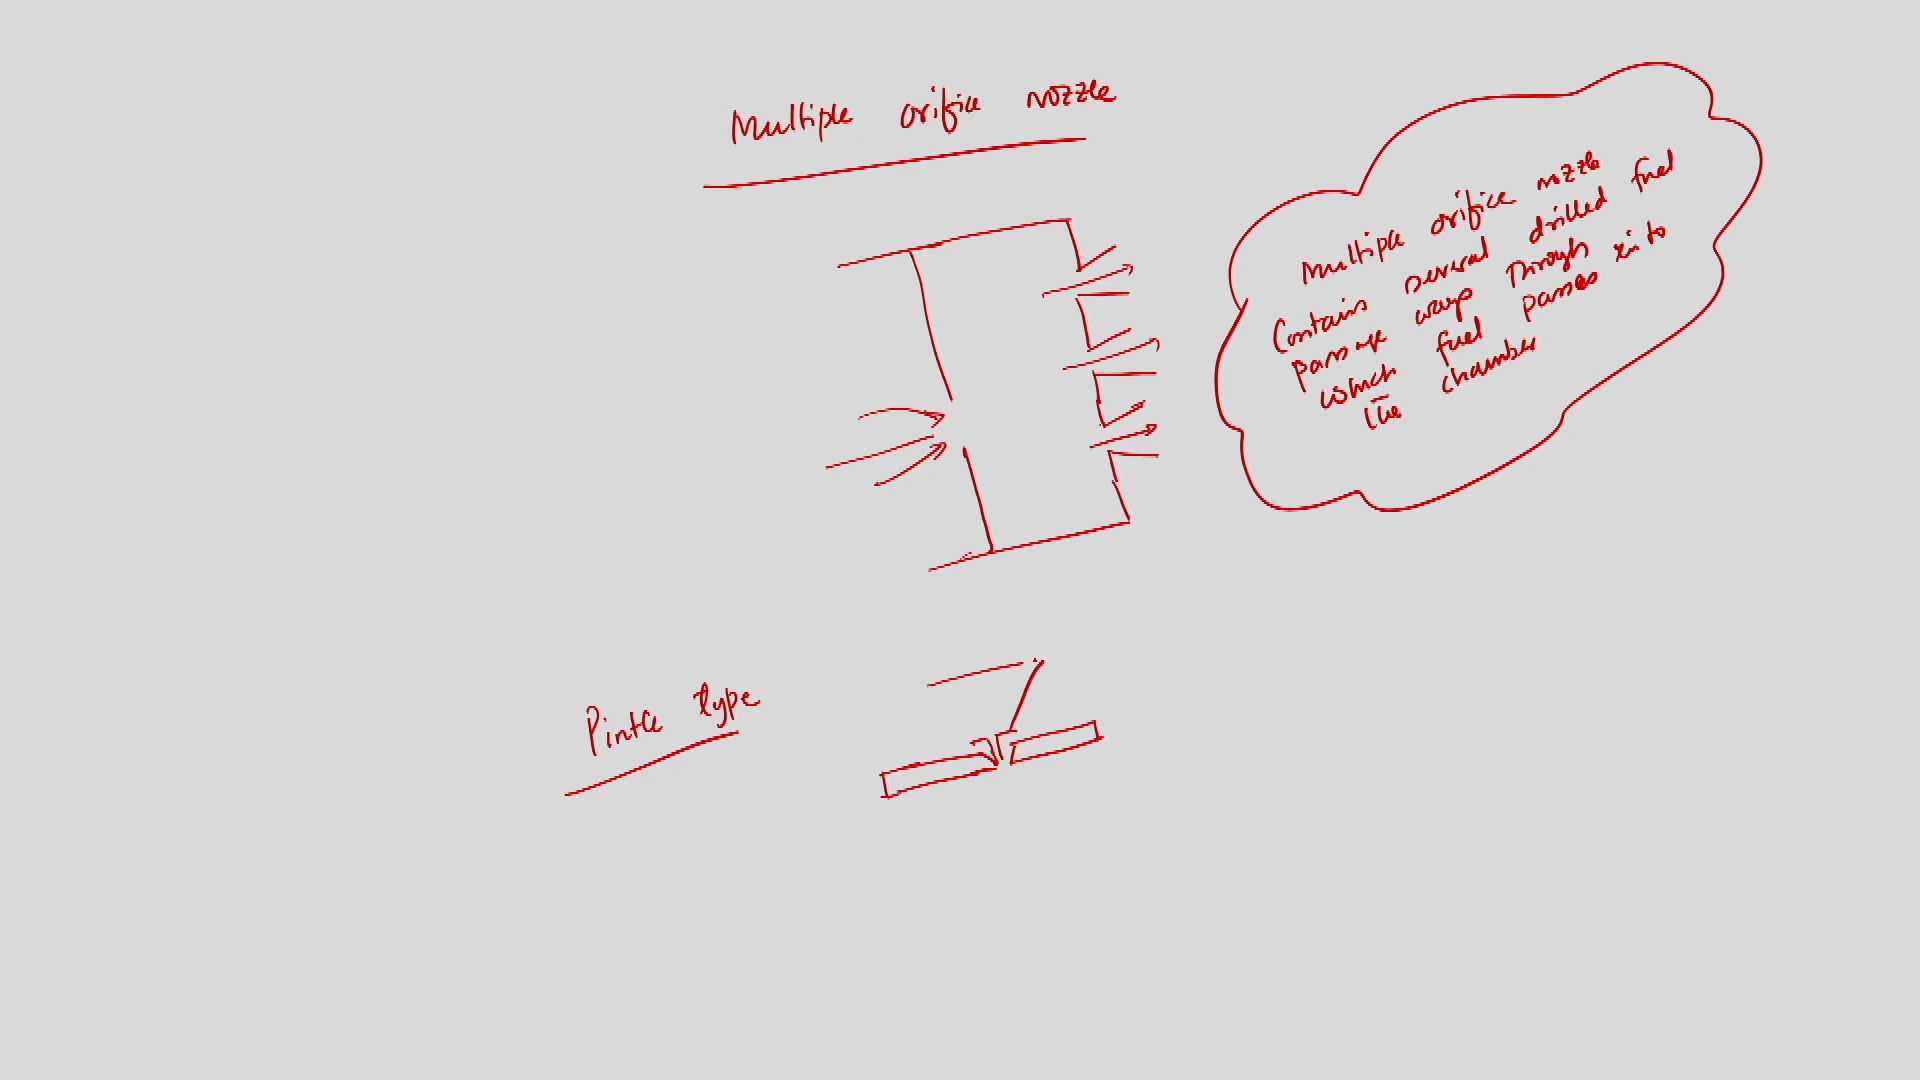 Multiple orifice nozzle
Multiple orifice nozzle
Contains several drilled fuel
passage ways through
which fuel passes into
the chamber
Pintle type